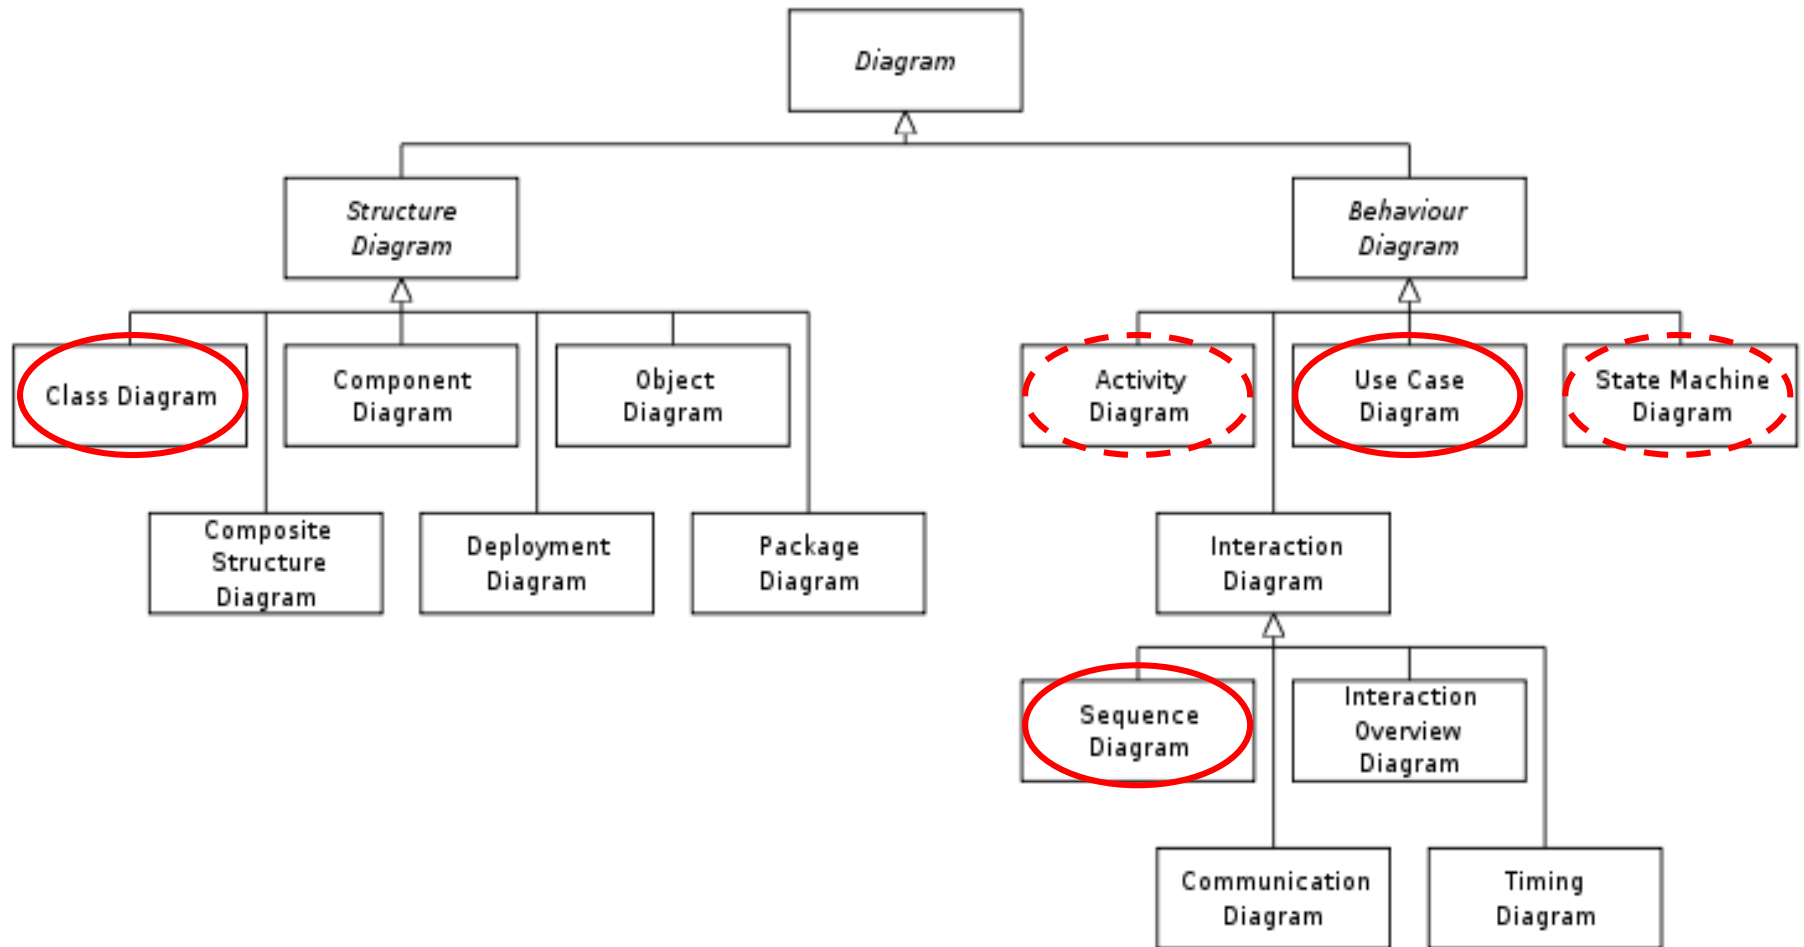 Diagram
Structure
Diagram
Behaviour
Diagram
Class Diagram
Component
Diagram
Object
Diagram
Activity
Diagram
Use Case
Diagram
State Machine
Diagram
Composite
Structure
Diagram
Deployment
Diagram
Package
Diagram
Interaction
Diagram
Sequence
Diagram
Interaction
Overview
Diagram
Communication
Diagram
Timing
Diagram